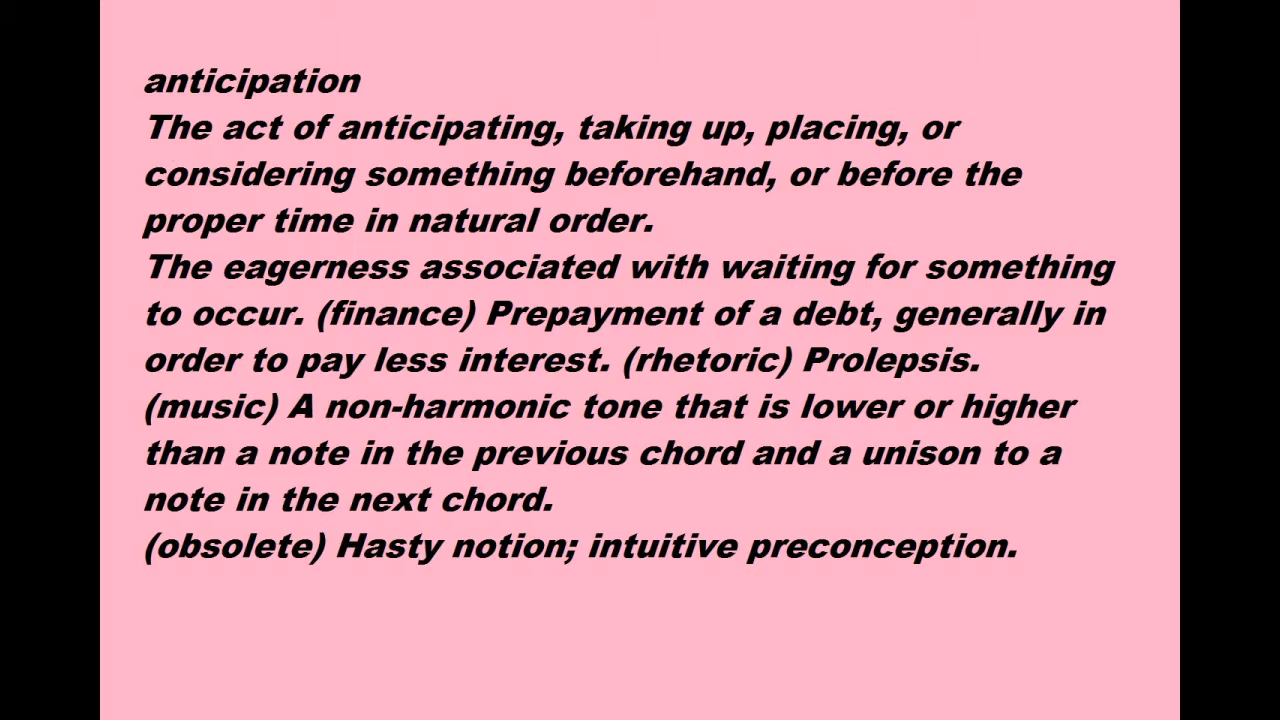 anticipation
The act of anticipating, taking up, placing, or
considering something beforehand, or before the
proper time in natural order.
The eagerness associated with waiting for something
to occur. (finance) Prepayment of a debt, generally in
order to pay less interest. (rhetoric) Prolepsis.
(music) A non-harmonic tone that is lower or higher
than a note in the previous chord and a unison to a
note in the next chord.
(obsolete) Hasty notion; intuitive preconception.